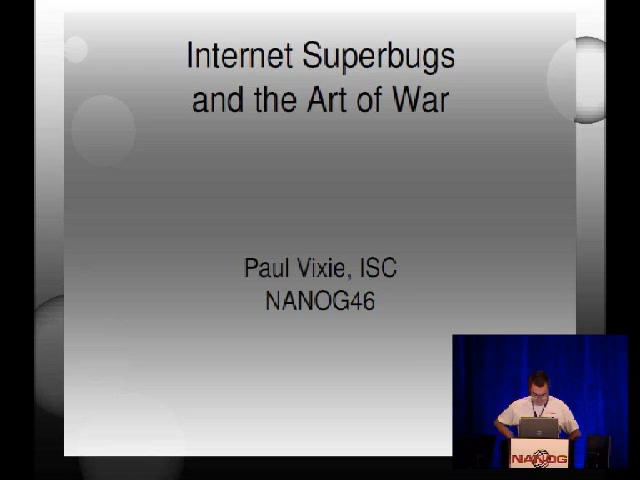 Internet Superbugs
and the Art of War
Paul Vixie, ISC
NANOG46
NANOG